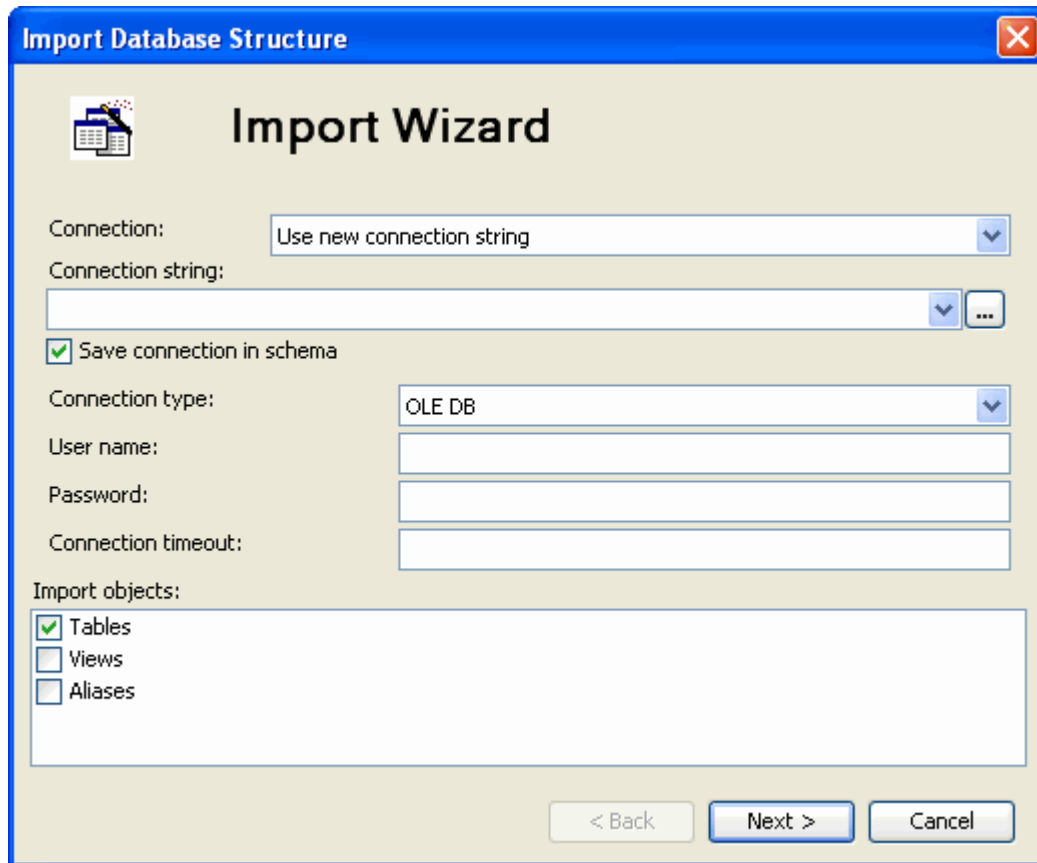 Import Database Structure
Import Wizard
Connection: Use new connection string
Connection string:
...
Save connection in schema
Connection type: OLE DB
User name:
Password:
Connection timeout:
Import objects:
Tables
Views
Aliases
< Back Next > Cancel